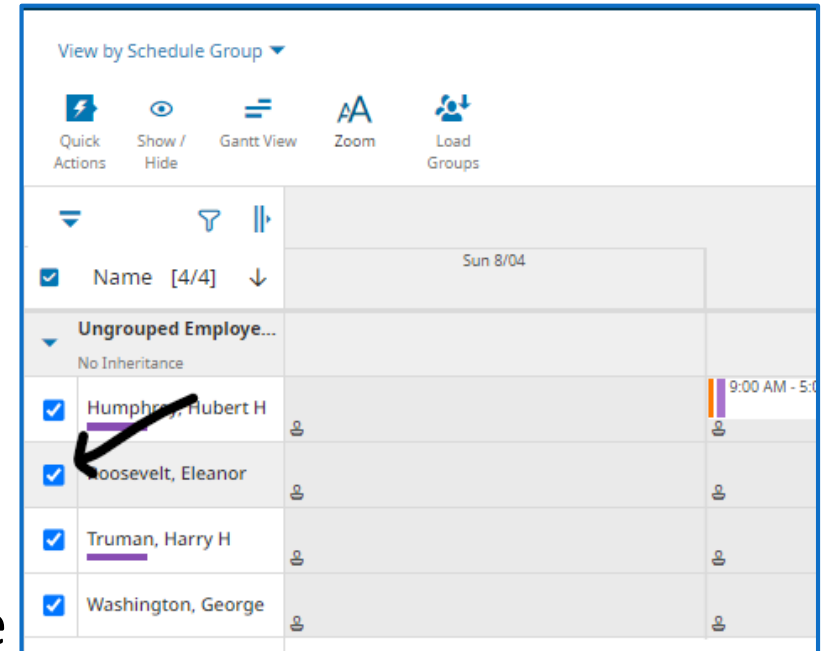 View by Schedule Group
Quick Actions
Show / Hide
Gantt View
Zoom
Load Groups
Name [4/4]
Sun 8/04
Ungrouped Employe...
No Inheritance
Humphrey, Hubert H
9:00 AM - 5:0
Roosevelt, Eleanor
Truman, Harry H
Washington, George
e